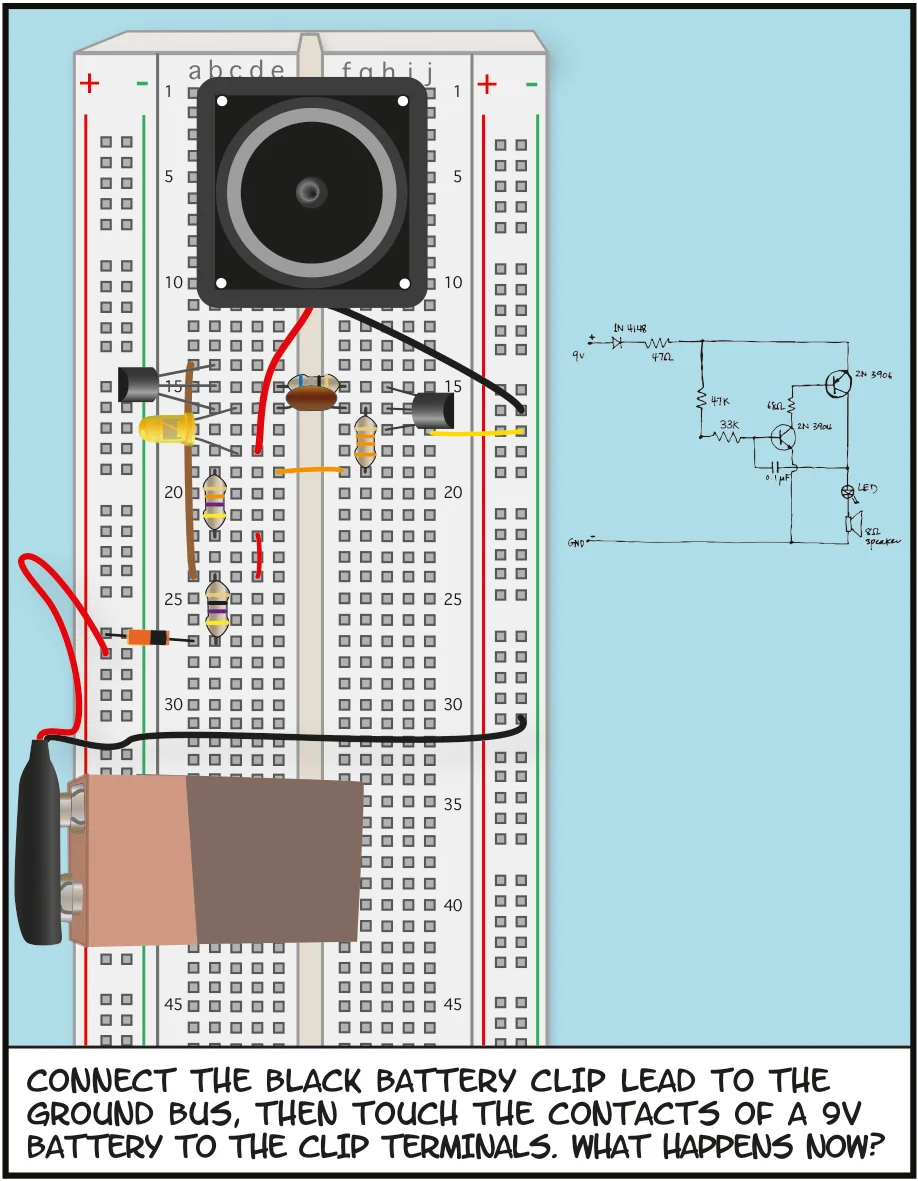 + - a b c d e f g h i j + -
1 1
5 5
10 10
15 15
20 20
25 25
30 30
35
40
45 45
1N 4148
+
9V
47Ω
2N 3906
47K
68Ω
33K
2N 3904
0.1µF
LED
8Ω
speaker
GND -
CONNECT THE BLACK BATTERY CLIP LEAD TO THE
GROUND BUS, THEN TOUCH THE CONTACTS OF A 9V
BATTERY TO THE CLIP TERMINALS. WHAT HAPPENS NOW?